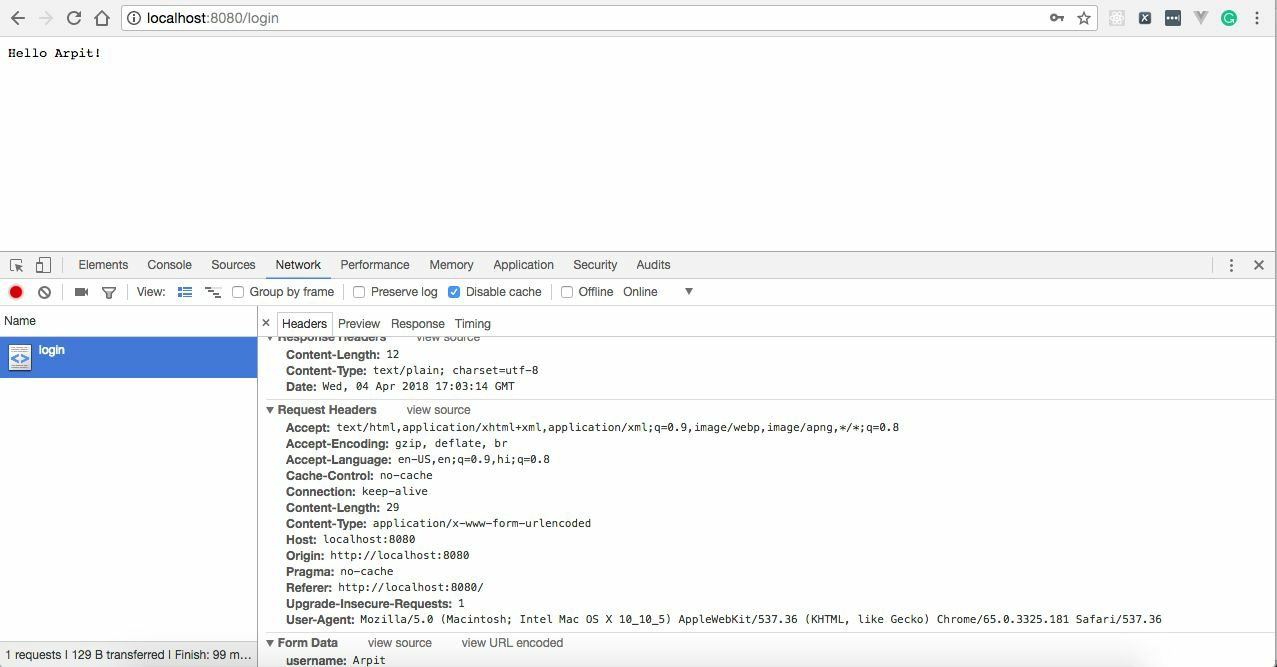 localhost:8080/login
Hello Arpit!
Elements Console Sources Network Performance Memory Application Security Audits
View: Group by frame Preserve log Disable cache Offline Online
Name
Headers Preview Response Timing
login
Response Headers view source
Content-Length: 12
Content-Type: text/plain; charset=utf-8
Date: Wed, 04 Apr 2018 17:03:14 GMT
Request Headers view source
Accept: text/html,application/xhtml+xml,application/xml;q=0.9,image/webp,image/apng,*/*;q=0.8
Accept-Encoding: gzip, deflate, br
Accept-Language: en-US,en;q=0.9,hi;q=0.8
Cache-Control: no-cache
Connection: keep-alive
Content-Length: 29
Content-Type: application/x-www-form-urlencoded
Host: localhost:8080
Origin: http://localhost:8080
Pragma: no-cache
Referer: http://localhost:8080/
Upgrade-Insecure-Requests: 1
User-Agent: Mozilla/5.0 (Macintosh; Intel Mac OS X 10_10_5) AppleWebKit/537.36 (KHTML, like Gecko) Chrome/65.0.3325.181 Safari/537.36
Form Data view source view URL encoded
username: Arpit
1 requests | 129 B transferred | Finish: 99 m...